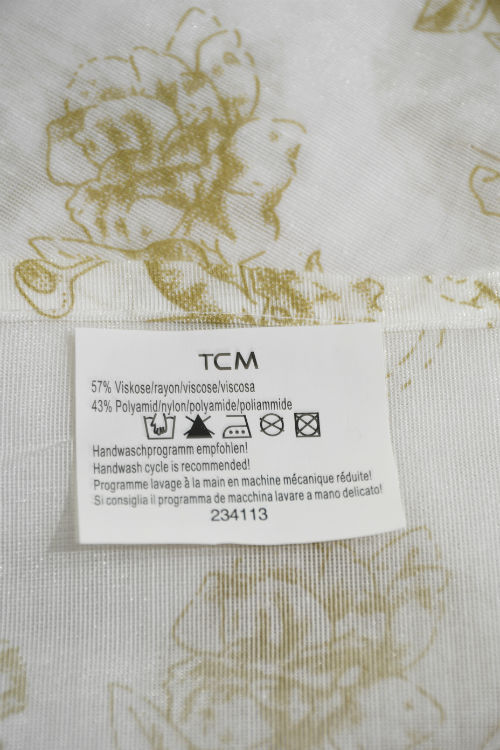 TCM
57% Viskose/rayon/viscose/viscosa
43% Polyamid/nylon/polyamide/poliammide
Handwaschprogramm empfohlen!
Handwash cycle is recommended!
Programme lavage à la main en machine mécanique réduite!
Si consiglia il programma de macchina lavare a mano delicato!
234113